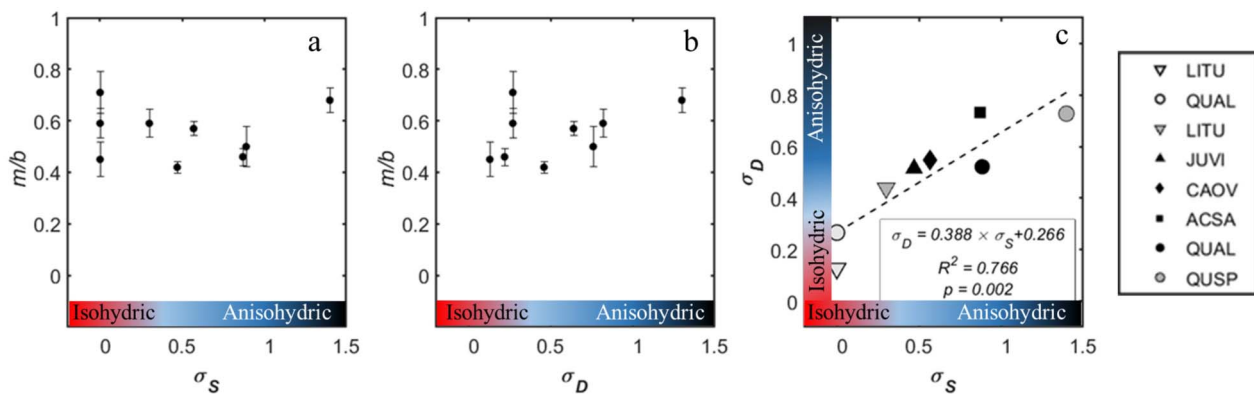 a
1
0.8
0.6
0.4
0.2
0
m/b
Isohydric Anisohydric
0 0.5 1 1.5
σS
b
1
0.8
0.6
0.4
0.2
0
m/b
Isohydric Anisohydric
0 0.5 1 1.5
σD
c
1
0.8
0.6
0.4
0.2
0
σD
Anisohydric
Isohydric
σD = 0.388 × σS+0.266
R² = 0.766
p = 0.002
Isohydric Anisohydric
0 0.5 1 1.5
σS
LITU
QUAL
LITU
JUVI
CAOV
ACSA
QUAL
QUSP